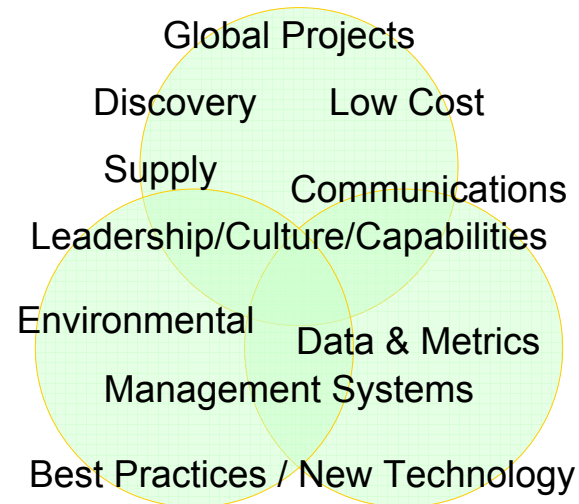 Global Projects
Discovery Low Cost
Supply
Communications
Leadership/Culture/Capabilities
Environmental
Data & Metrics
Management Systems
Best Practices / New Technology